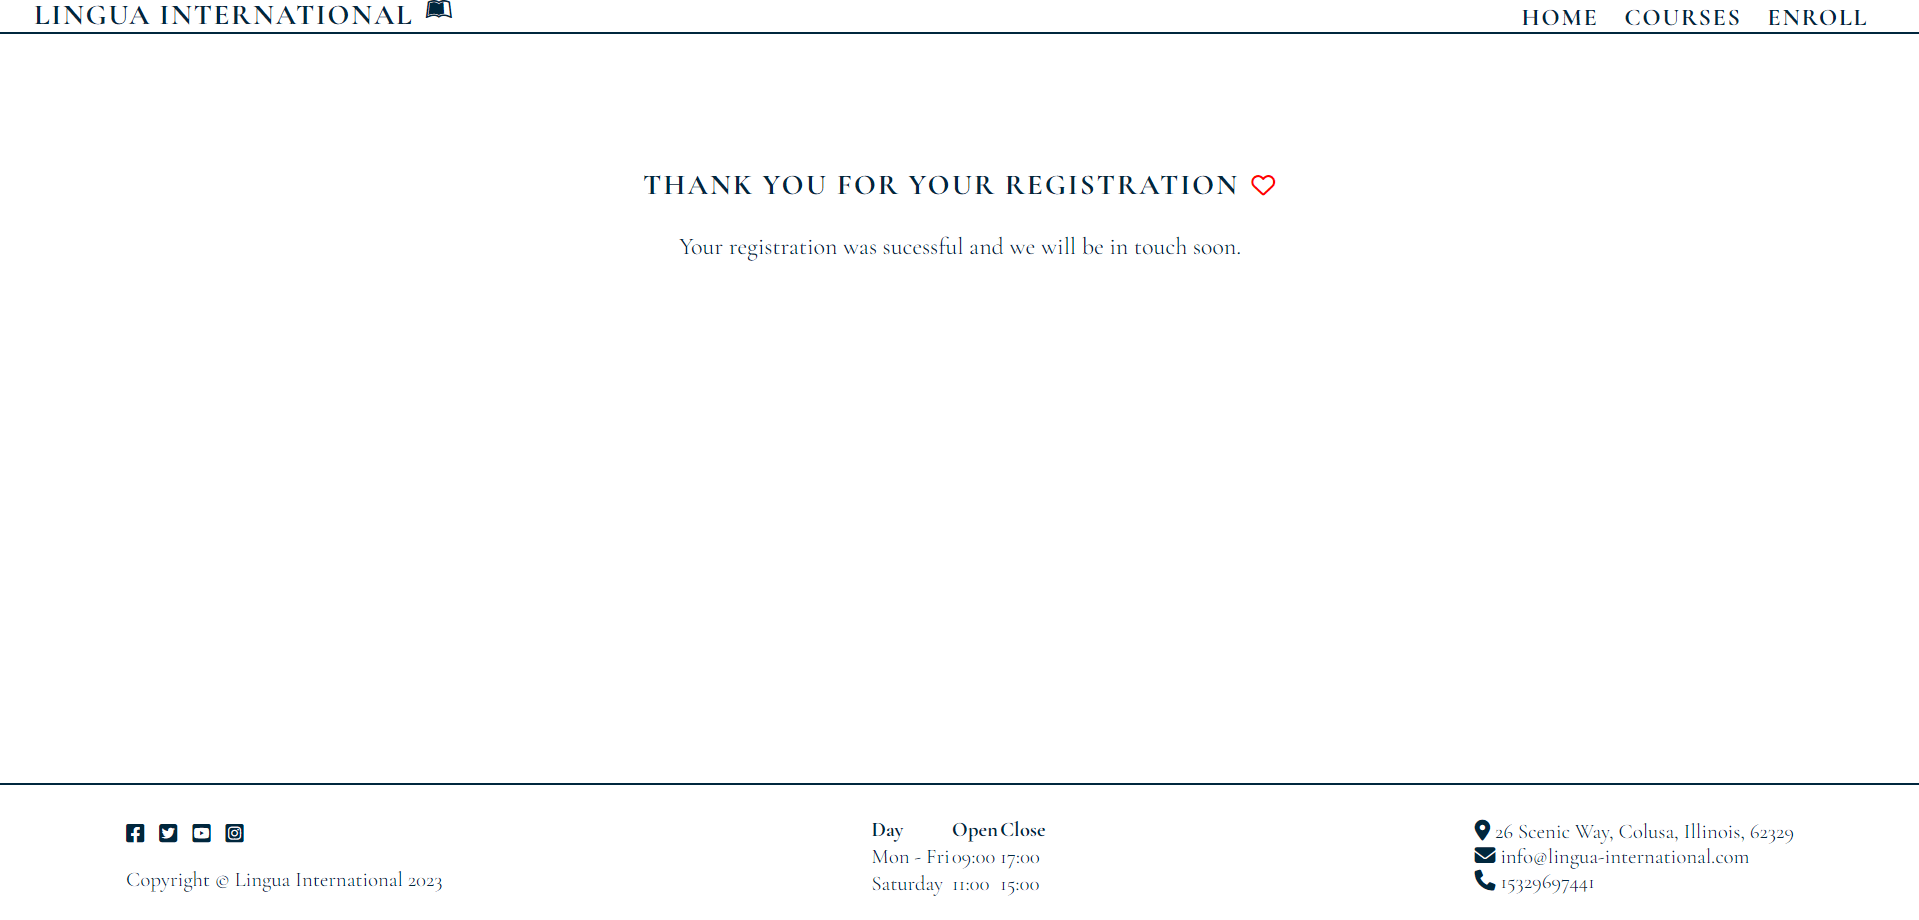 LINGUA INTERNATIONAL
HOME COURSES ENROLL
THANK YOU FOR YOUR REGISTRATION
Your registration was sucessful and we will be in touch soon.
Copyright © Lingua International 2023
Day Open Close
Mon - Fri 09:00 17:00
Saturday 11:00 15:00
26 Scenic Way, Colusa, Illinois, 62329
info@lingua-international.com
15329697441